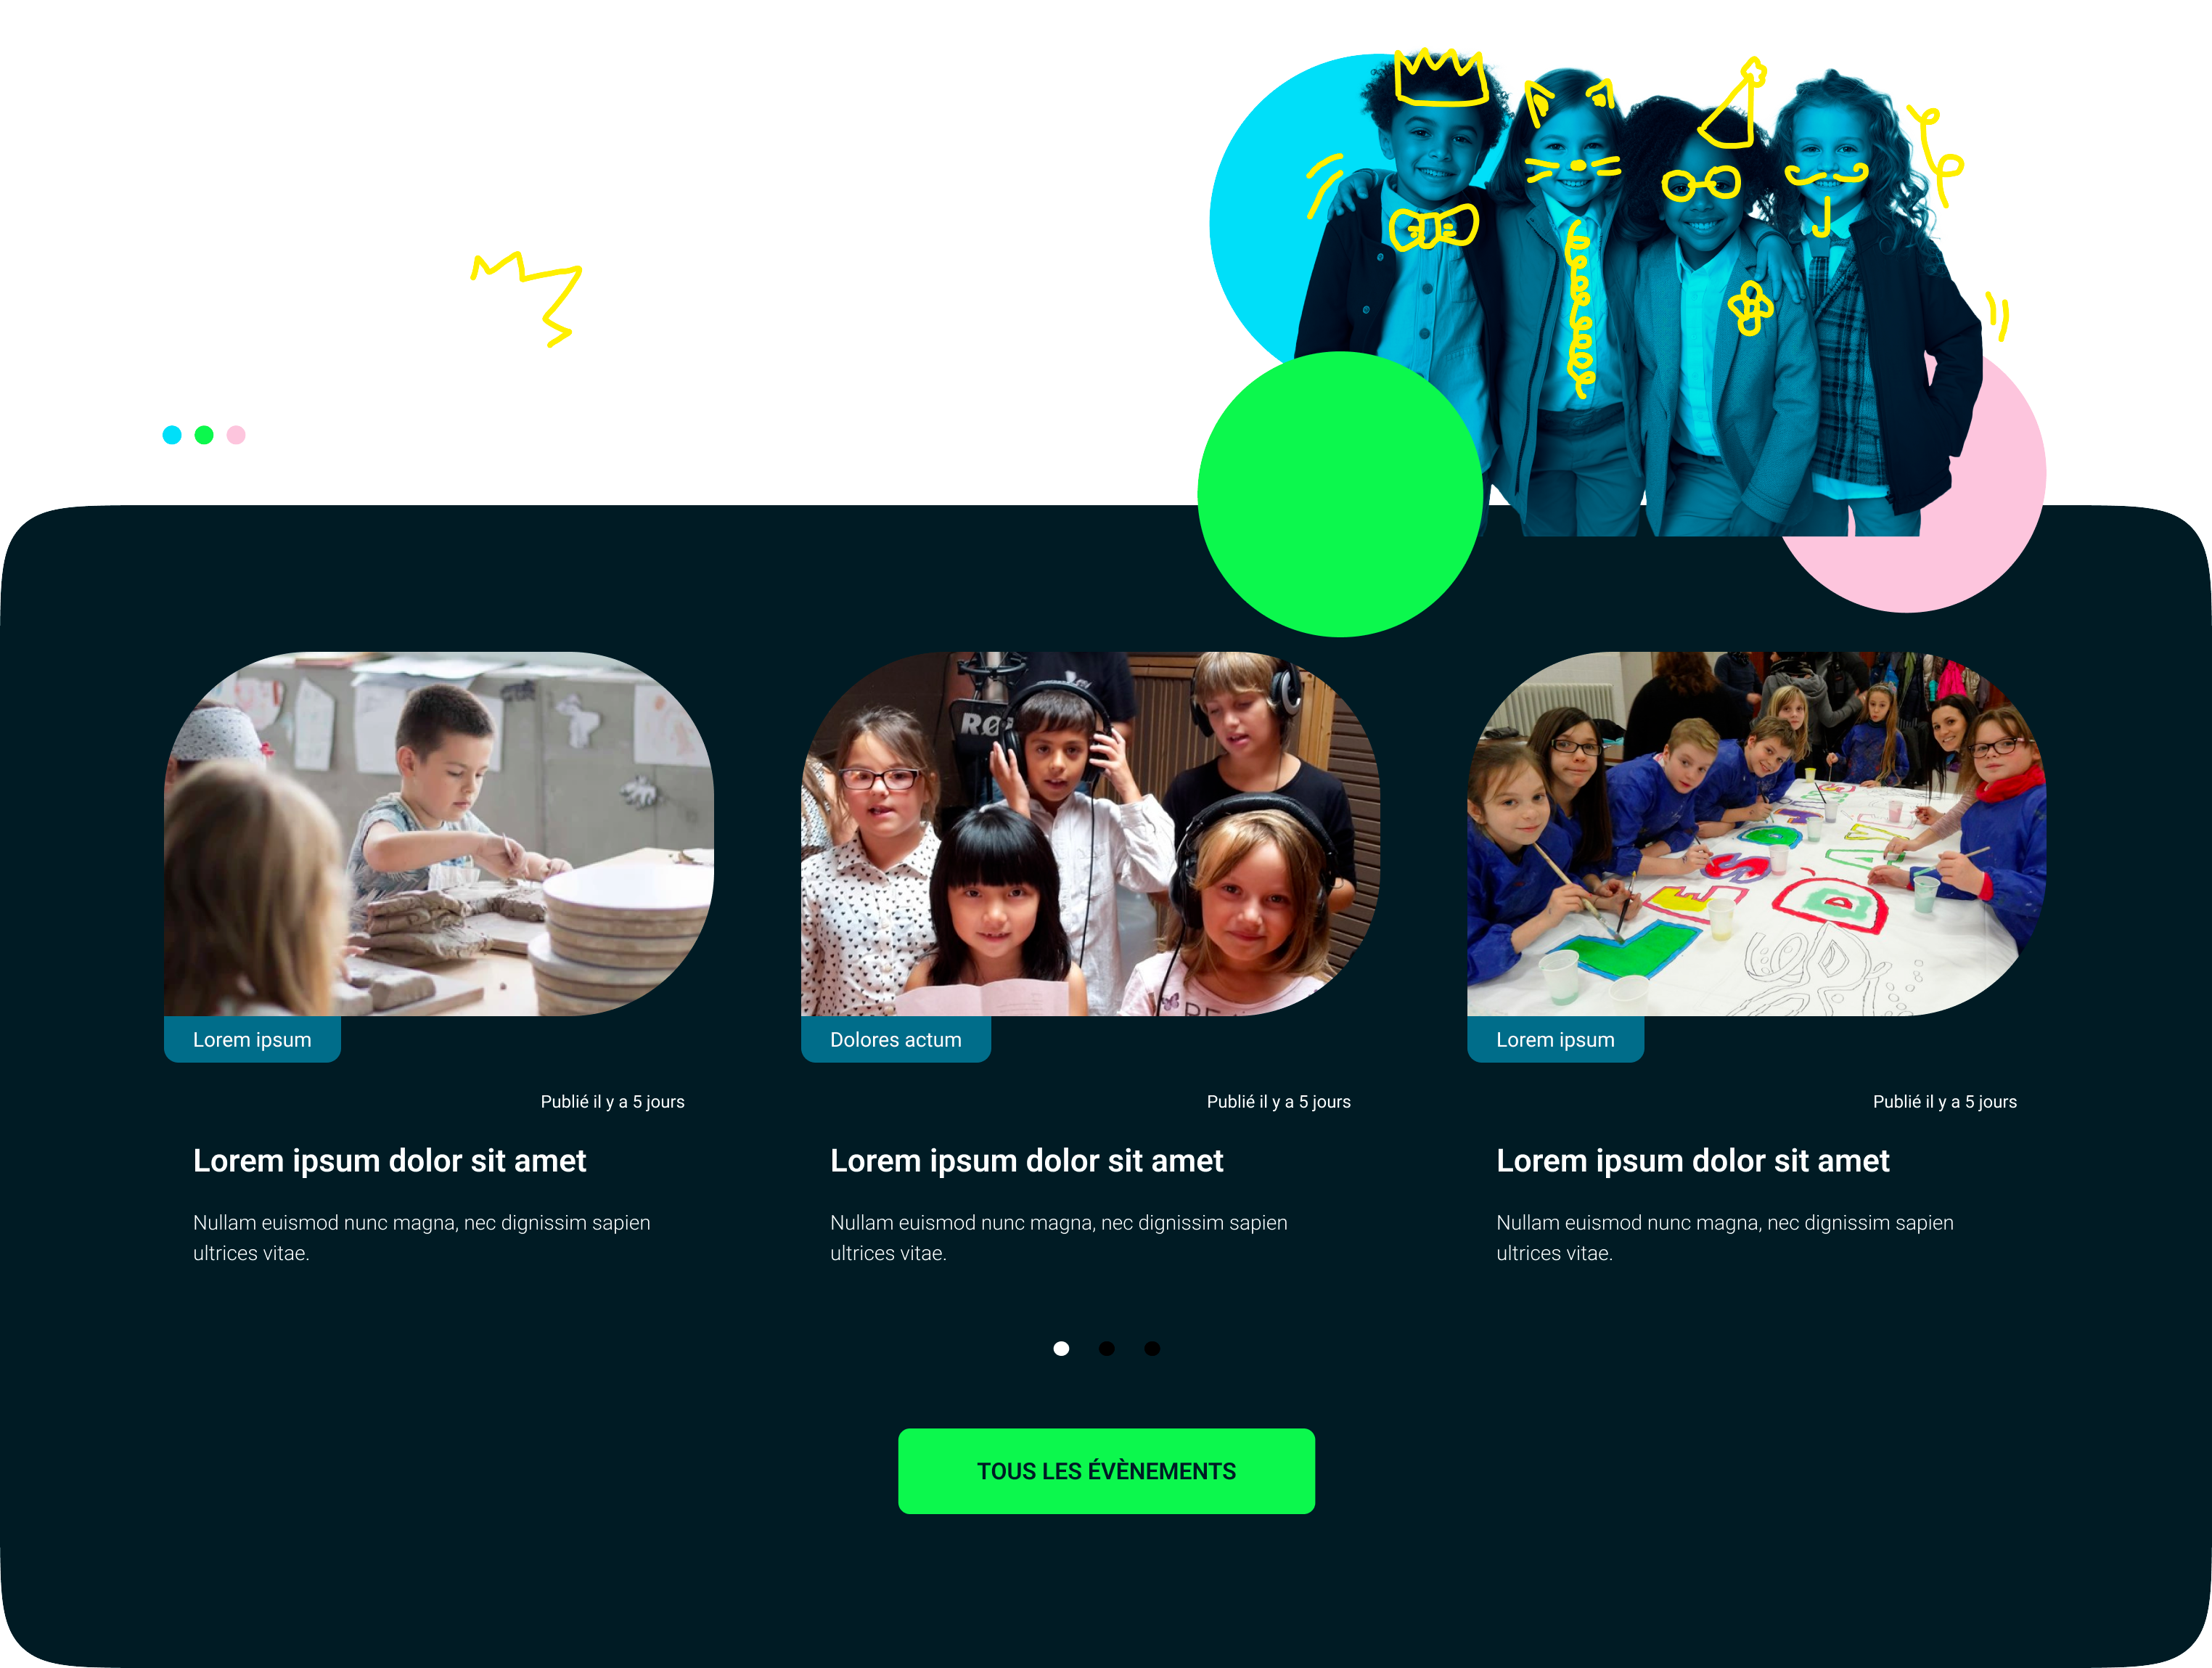 RØ
LES D
Lorem ipsum
Dolores actum
Lorem ipsum
Publié il y a 5 jours
Publié il y a 5 jours
Publié il y a 5 jours
Lorem ipsum dolor sit amet
Lorem ipsum dolor sit amet
Lorem ipsum dolor sit amet
Nullam euismod nunc magna, nec dignissim sapien
ultrices vitae.
Nullam euismod nunc magna, nec dignissim sapien
ultrices vitae.
Nullam euismod nunc magna, nec dignissim sapien
ultrices vitae.
TOUS LES ÉVÈNEMENTS